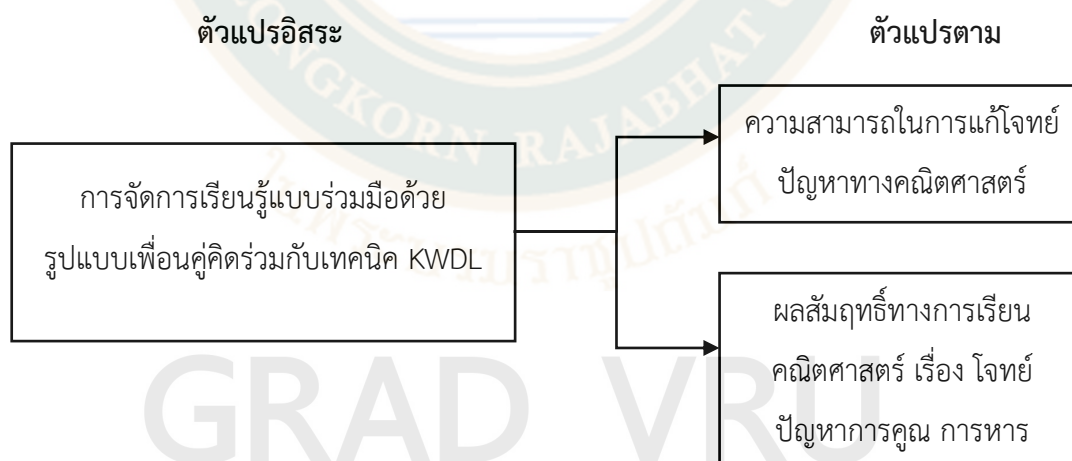 ตัวแปรอิสระ
ตัวแปรตาม
การจัดการเรียนรู้แบบร่วมมือด้วย
รูปแบบเพื่อนคู่คิดร่วมกับเทคนิค KWDL
ความสามารถในการแก้โจทย์
ปัญหาทางคณิตศาสตร์
ผลสัมฤทธิ์ทางการเรียน
คณิตศาสตร์ เรื่อง โจทย์
ปัญหาการคูณ การหาร
GKORN RAJABHAT
GRAD VRU